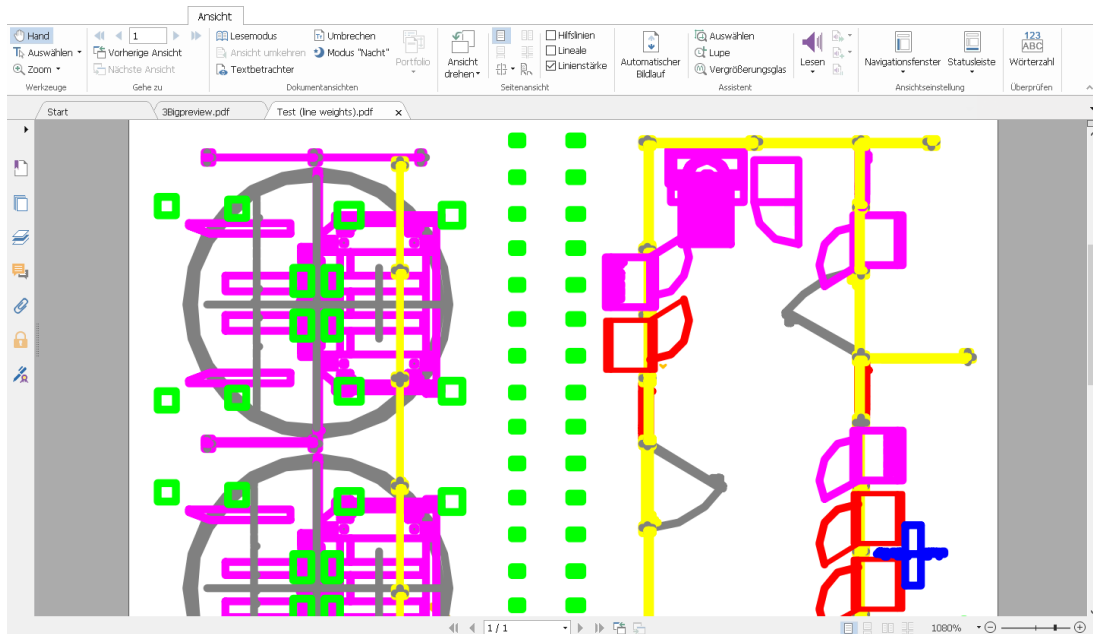 Ansicht
Hand
1
Lesemodus
Umbrechen
Hilfslinien
Auswählen
123
ABC
Auswählen
Vorherige Ansicht
Ansicht umkehren
Modus "Nacht"
Lineale
Lupe
Zoom
Nächste Ansicht
Textbetrachter
Portfolio
Ansicht
drehen
Linienstärke
Automatischer
Bildlauf
Vergrößerungsglas
Lesen
Navigationsfenster
Statusleiste
Wörterzahl
Werkzeuge
Gehe zu
Dokumentansichten
Seitenansicht
Assistent
Ansichtseinstellung
Überprüfen
Start
3Bigpreview.pdf
Test (line weights).pdf
1 / 1
1080%